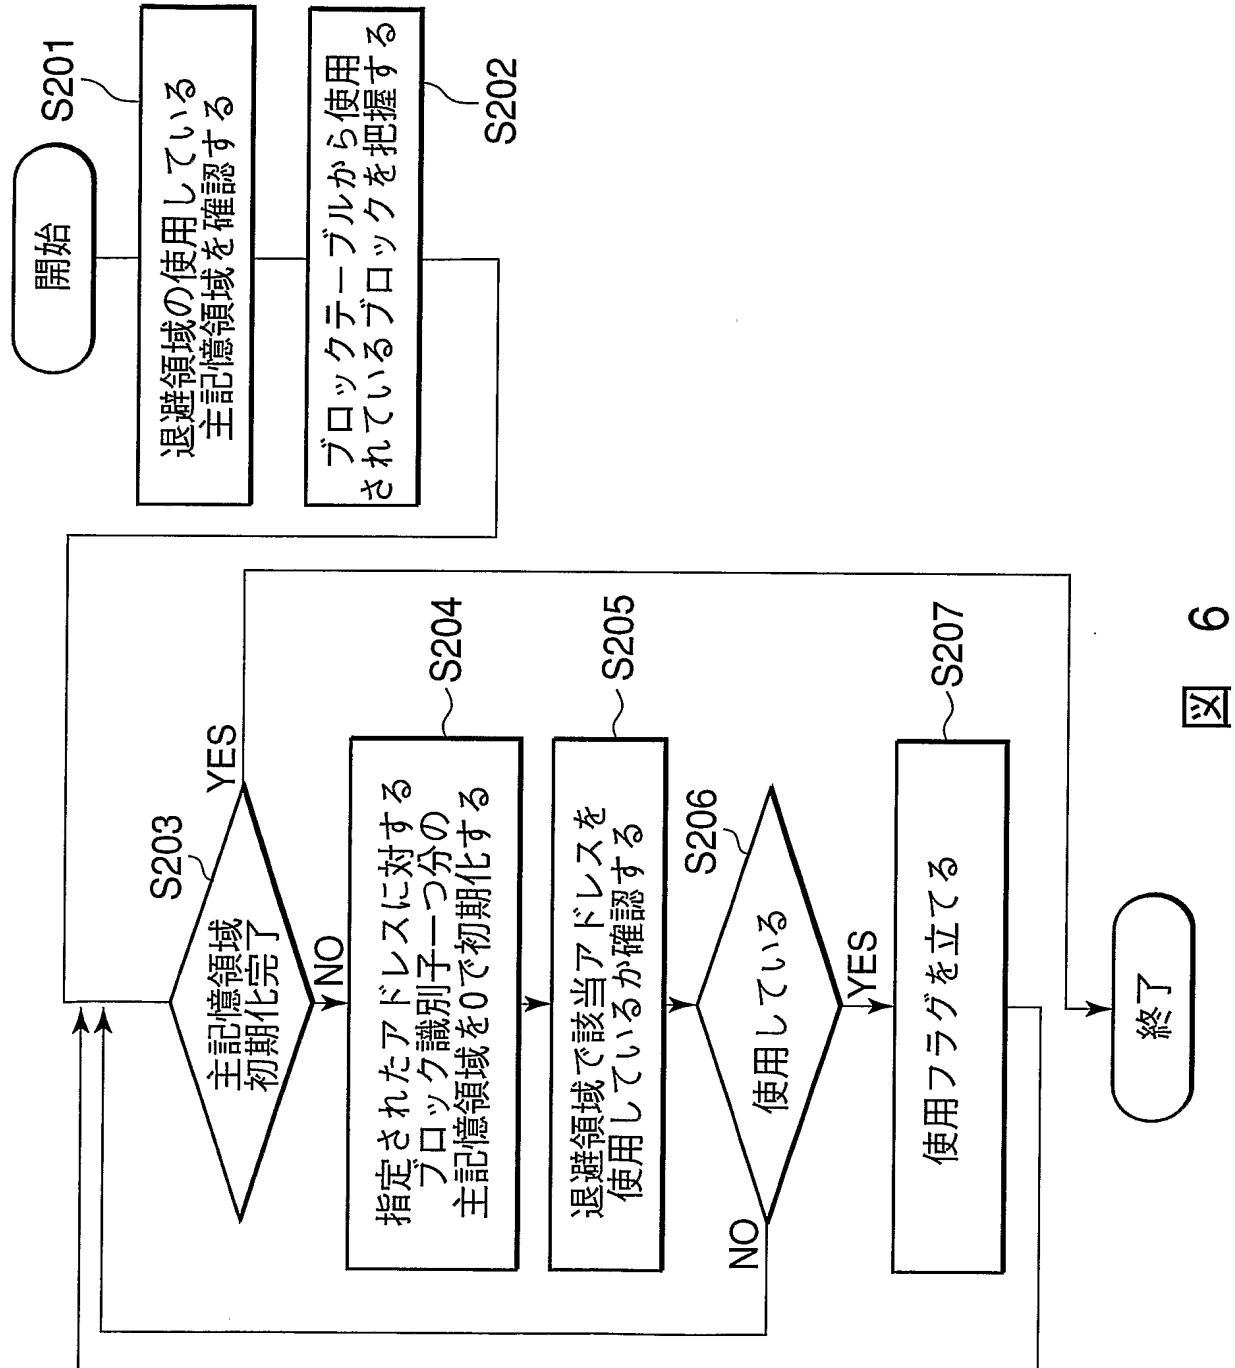 開始
S201
退避領域の使用している
主記憶領域を確認する
S202
ブロックテーブルから使用
されているブロックを把握する
S203
主記憶領域
初期化完了
YES
NO
S204
指定されたアドレスに対する
ブロック識別子一つ分の
主記憶領域を0で初期化する
S205
退避領域で該当アドレスを
使用しているか確認する
S206
使用している
NO
YES
S207
使用フラグを立てる
終了
図 6